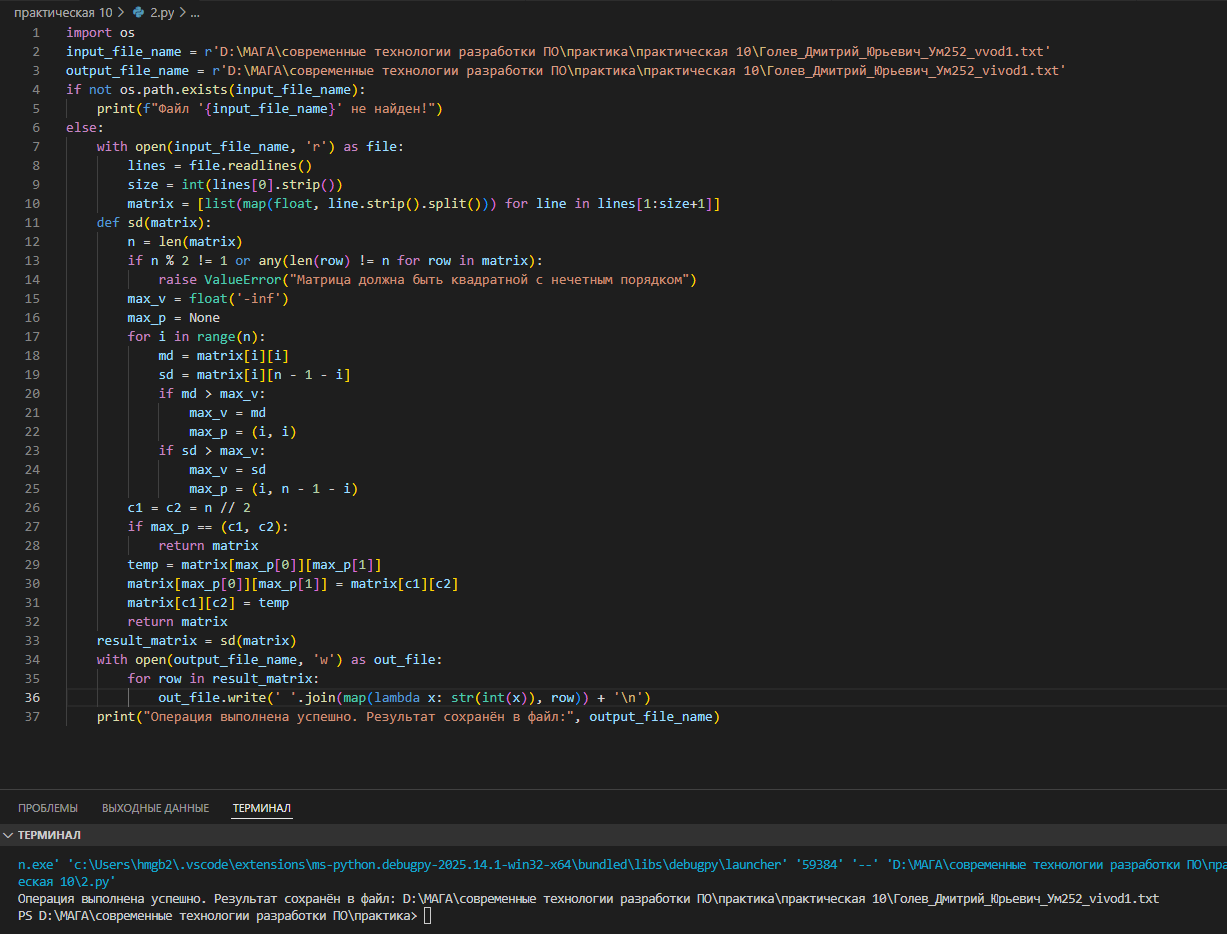 практическая 10 > 2.py > ...
1 import os
2 input_file_name = r'D:\МАГА\современные технологии разработки ПО\практика\практическая 10\Голев_Дмитрий_Юрьевич_Ум252_vvod1.txt'
3 output_file_name = r'D:\МАГА\современные технологии разработки ПО\практика\практическая 10\Голев_Дмитрий_Юрьевич_Ум252_vivod1.txt'
4 if not os.path.exists(input_file_name):
5     print(f"Файл '{input_file_name}' не найден!")
6 else:
7     with open(input_file_name, 'r') as file:
8         lines = file.readlines()
9         size = int(lines[0].strip())
10         matrix = [list(map(float, line.strip().split())) for line in lines[1:size+1]]
11     def sd(matrix):
12         n = len(matrix)
13         if n % 2 != 1 or any(len(row) != n for row in matrix):
14             raise ValueError("Матрица должна быть квадратной с нечетным порядком")
15         max_v = float('-inf')
16         max_p = None
17         for i in range(n):
18             md = matrix[i][i]
19             sd = matrix[i][n - 1 - i]
20             if md > max_v:
21                 max_v = md
22                 max_p = (i, i)
23             if sd > max_v:
24                 max_v = sd
25                 max_p = (i, n - 1 - i)
26         c1 = c2 = n // 2
27         if max_p == (c1, c2):
28             return matrix
29         temp = matrix[max_p[0]][max_p[1]]
30         matrix[max_p[0]][max_p[1]] = matrix[c1][c2]
31         matrix[c1][c2] = temp
32         return matrix
33     result_matrix = sd(matrix)
34     with open(output_file_name, 'w') as out_file:
35         for row in result_matrix:
36             out_file.write(' '.join(map(lambda x: str(int(x)), row)) + '\n')
37     print("Операция выполнена успешно. Результат сохранён в файл:", output_file_name)
ПРОБЛЕМЫ ВЫХОДНЫЕ ДАННЫЕ ТЕРМИНАЛ
ТЕРМИНАЛ
n.exe' 'c:\Users\hmgb2\.vscode\extensions\ms-python.debugpy-2025.14.1-win32-x64\bundled\libs\debugpy\launcher' '59384' '--' 'D:\МАГА\современные технологии разработки ПО\пра
еская 10\2.py'
Операция выполнена успешно. Результат сохранён в файл: D:\МАГА\современные технологии разработки ПО\практика\практическая 10\Голев_Дмитрий_Юрьевич_Ум252_vivod1.txt
PS D:\МАГА\современные технологии разработки ПО\практика>